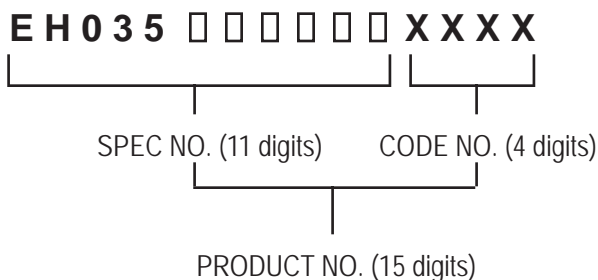 EH035 □□□□□□ XXXX
SPEC NO. (11 digits) CODE NO. (4 digits)
PRODUCT NO. (15 digits)